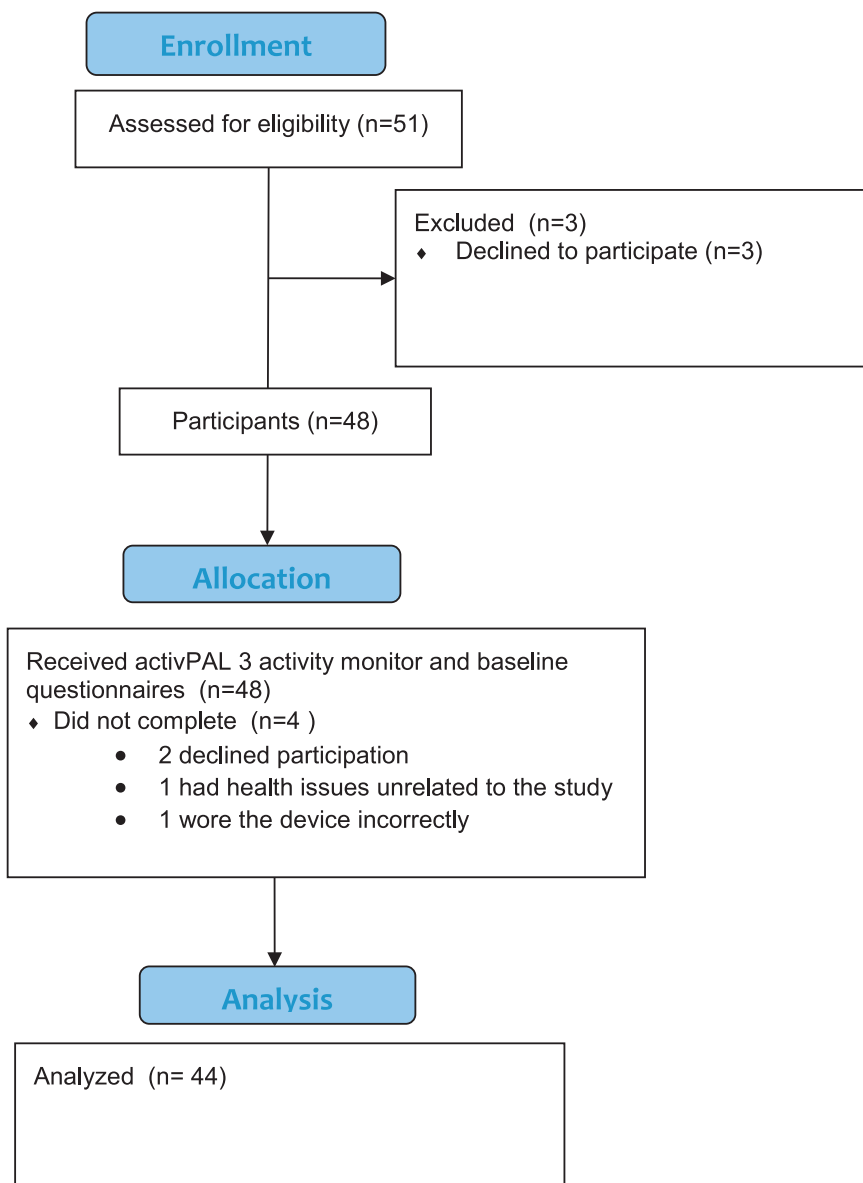 Enrollment
Assessed for eligibility (n=51)
Excluded (n=3)
♦ Declined to participate (n=3)
Participants (n=48)
Allocation
Received activPAL 3 activity monitor and baseline
questionnaires (n=48)
♦ Did not complete (n=4 )
● 2 declined participation
● 1 had health issues unrelated to the study
● 1 wore the device incorrectly
Analysis
Analyzed (n= 44)